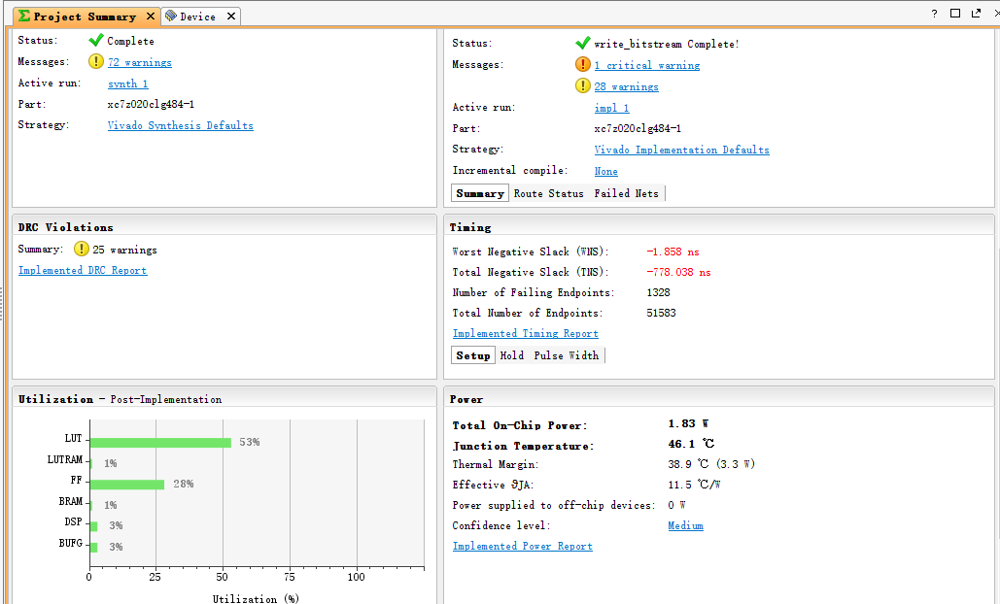 Project Summary × Device × ?
Status: Complete
Messages: 72 warnings
Active run: synth_1
Part: xc7z020clg484-1
Strategy: Vivado Synthesis Defaults
Status: write_bitstream Complete!
Messages: 1 critical warning
28 warnings
Active run: impl_1
Part: xc7z020clg484-1
Strategy: Vivado Implementation Defaults
Incremental compile: None
Summary Route Status Failed Nets
DRC Violations
Summary: 25 warnings
Implemented DRC Report
Timing
Worst Negative Slack (WNS): -1.858 ns
Total Negative Slack (TNS): -778.038 ns
Number of Failing Endpoints: 1328
Total Number of Endpoints: 51583
Implemented Timing Report
Setup Hold Pulse Width
Utilization - Post-Implementation
LUT 53%
LUTRAM 1%
FF 28%
BRAM 1%
DSP 3%
BUFG 3%
0 25 50 75 100
Utilization (%)
Power
Total On-Chip Power: 1.83 W
Junction Temperature: 46.1 ℃
Thermal Margin: 38.9 ℃ (3.3 W)
Effective ϑJA: 11.5 ℃/W
Power supplied to off-chip devices: 0 W
Confidence level: Medium
Implemented Power Report